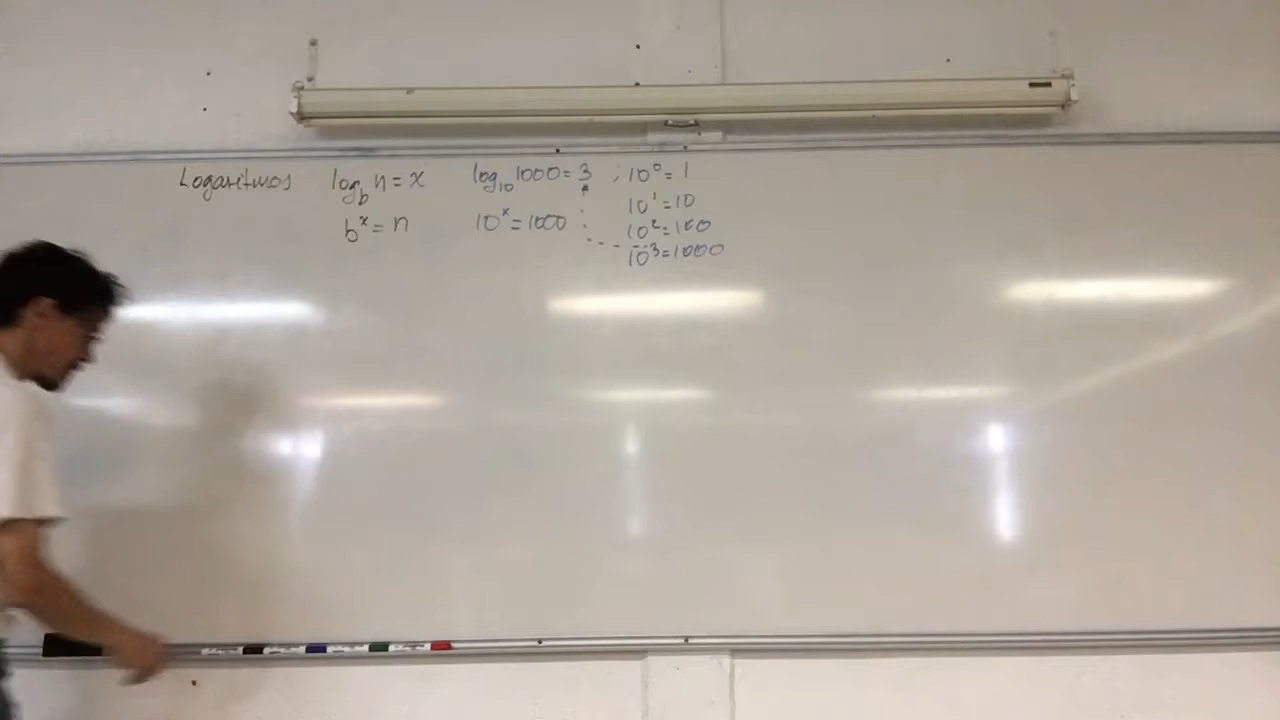 Logaritmos log_b n = x log_10 1000 = 3 ; 10^0 = 1
10^1 = 10
b^x = n 10^x = 1000 10^2 = 100
10^3 = 1000